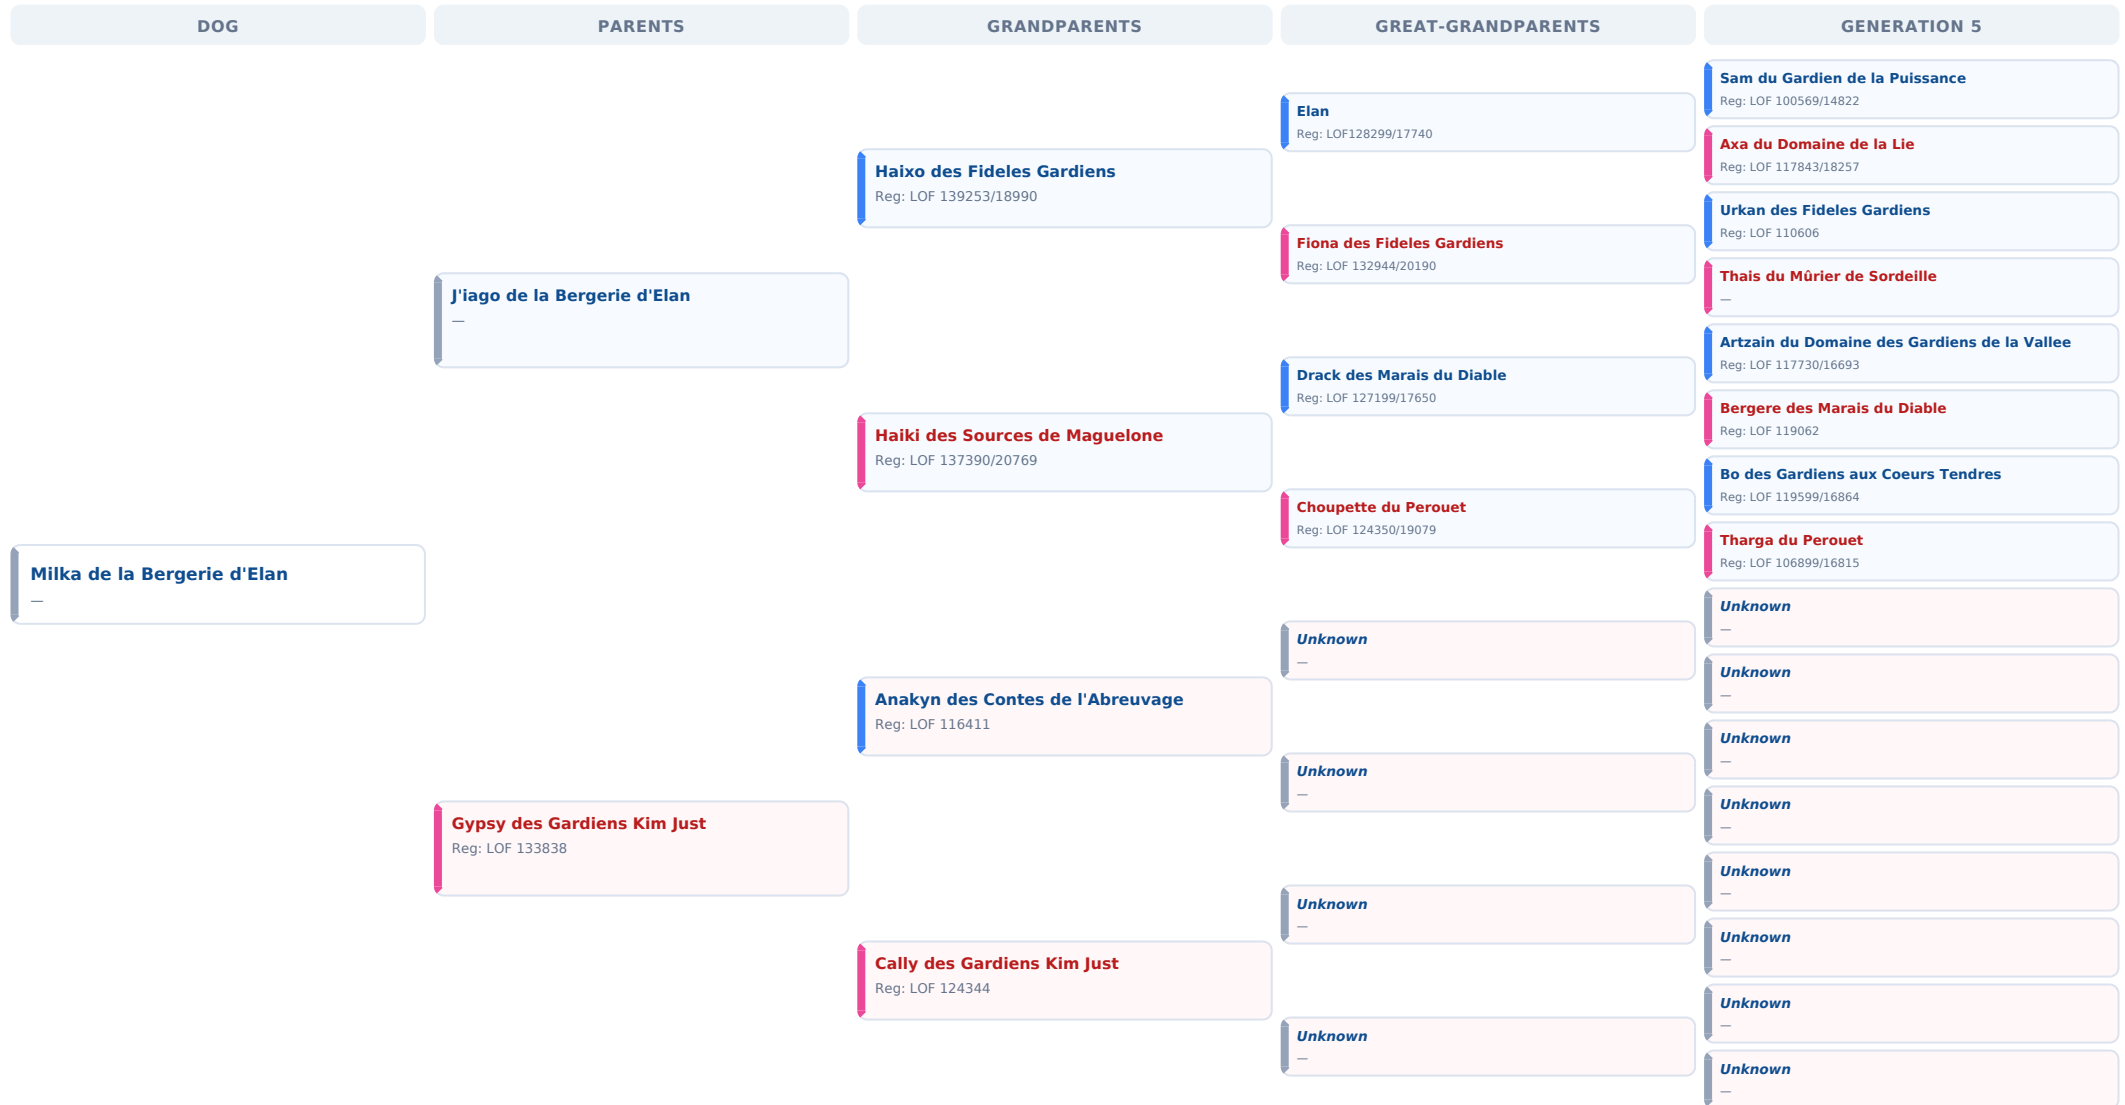 DOG
PARENTS
GRANDPARENTS
GREAT-GRANDPARENTS
GENERATION 5
Milka de la Bergerie d'Elan
—
J'iago de la Bergerie d'Elan
—
Gypsy des Gardiens Kim Just
Reg: LOF 133838
Haixo des Fideles Gardiens
Reg: LOF 139253/18990
Haiki des Sources de Maguelone
Reg: LOF 137390/20769
Anakyn des Contes de l'Abreuvage
Reg: LOF 116411
Cally des Gardiens Kim Just
Reg: LOF 124344
Elan
Reg: LOF128299/17740
Fiona des Fideles Gardiens
Reg: LOF 132944/20190
Drack des Marais du Diable
Reg: LOF 127199/17650
Choupette du Perouet
Reg: LOF 124350/19079
Unknown
—
Unknown
—
Unknown
—
Unknown
—
Sam du Gardien de la Puissance
Reg: LOF 100569/14822
Axa du Domaine de la Lie
Reg: LOF 117843/18257
Urkan des Fideles Gardiens
Reg: LOF 110606
Thais du Mûrier de Sordeille
—
Artzain du Domaine des Gardiens de la Vallee
Reg: LOF 117730/16693
Bergere des Marais du Diable
Reg: LOF 119062
Bo des Gardiens aux Coeurs Tendres
Reg: LOF 119599/16864
Tharga du Perouet
Reg: LOF 106899/16815
Unknown
—
Unknown
—
Unknown
—
Unknown
—
Unknown
—
Unknown
—
Unknown
—
Unknown
—